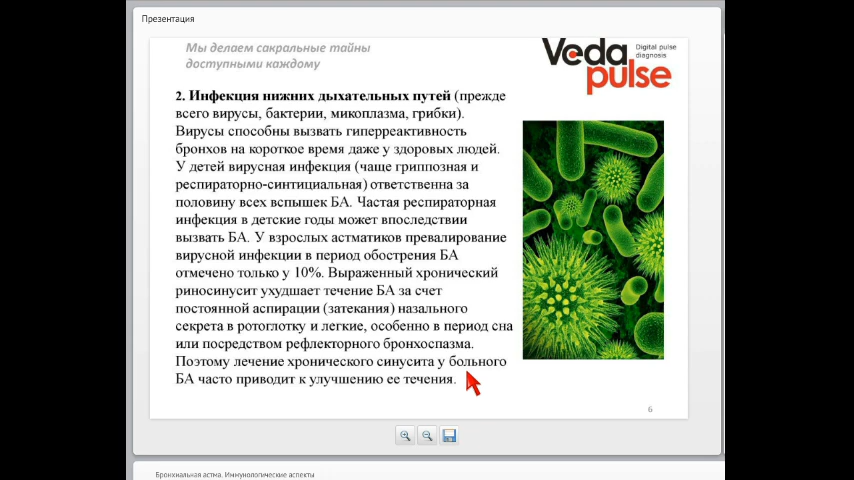 Презентация
Мы делаем сакральные тайны
доступными каждому
Veda
pulse
Digital pulse
diagnosis
2. Инфекция нижних дыхательных путей (прежде
всего вирусы, бактерии, микоплазма, грибки).
Вирусы способны вызвать гиперреактивность
бронхов на короткое время даже у здоровых людей.
У детей вирусная инфекция (чаще гриппозная и
респираторно-синтициальная) ответственна за
половину всех вспышек БА. Частая респираторная
инфекция в детские годы может впоследствии
вызвать БА. У взрослых астматиков превалирование
вирусной инфекции в период обострения БА
отмечено только у 10%. Выраженный хронический
риносинусит ухудшает течение БА за счет
постоянной аспирации (затекания) назального
секрета в ротоглотку и легкие, особенно в период сна
или посредством рефлекторного бронхоспазма.
Поэтому лечение хронического синусита у больного
БА часто приводит к улучшению ее течения.
6
Бронхиальная астма. Иммунологические аспекты